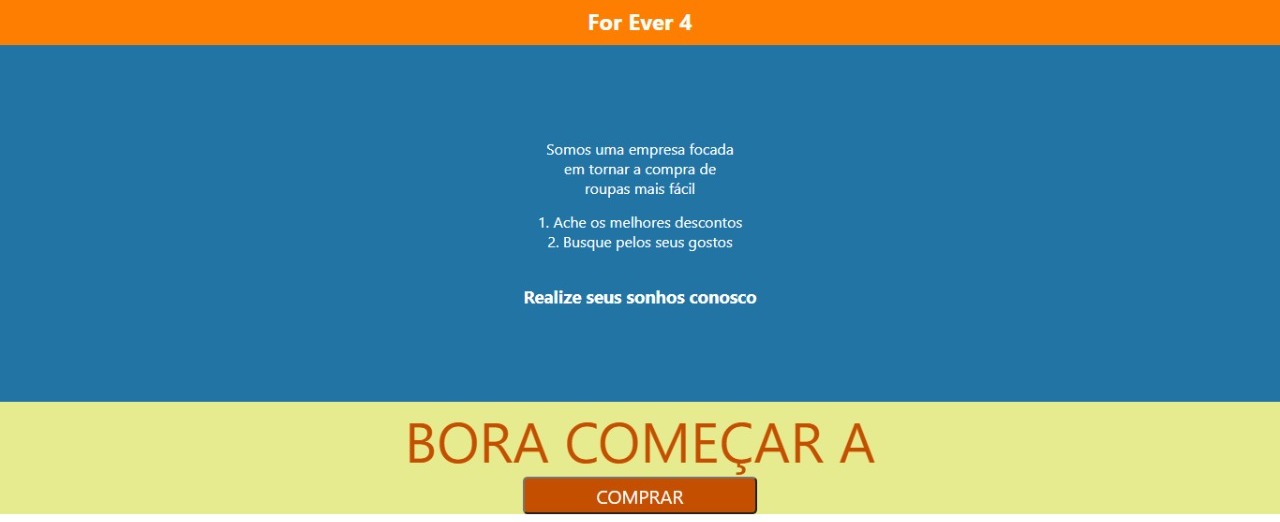 For Ever 4
Somos uma empresa focada
em tornar a compra de
roupas mais fácil
1. Ache os melhores descontos
2. Busque pelos seus gostos
Realize seus sonhos conosco
BORA COMEÇAR A
COMPRAR